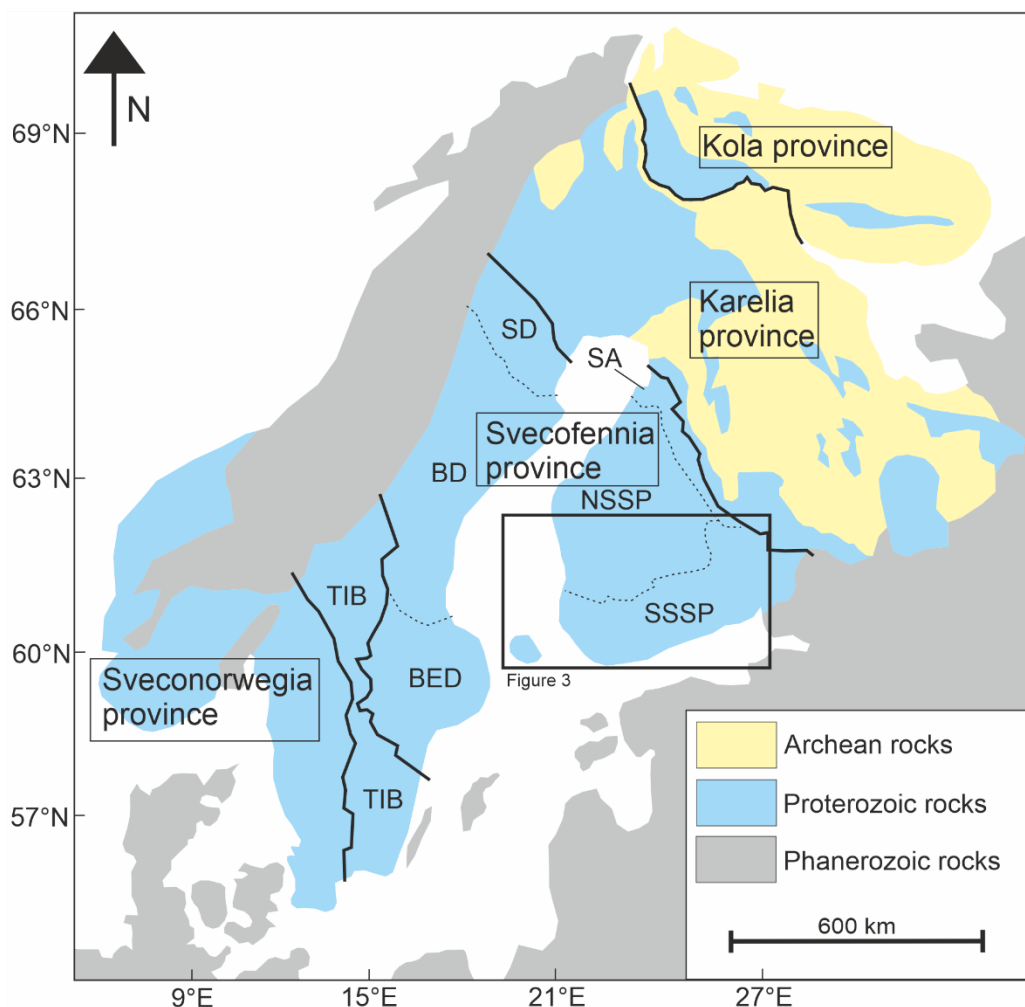 N
69°N
66°N
63°N
60°N
57°N
9°E
15°E
21°E
27°E
Kola province
Karelia
province
SD
SA
Svecofennia
province
BD
NSSP
TIB
SSSP
BED
Figure 3
Sveconorwegia
province
TIB
Archean rocks
Proterozoic rocks
Phanerozoic rocks
600 km